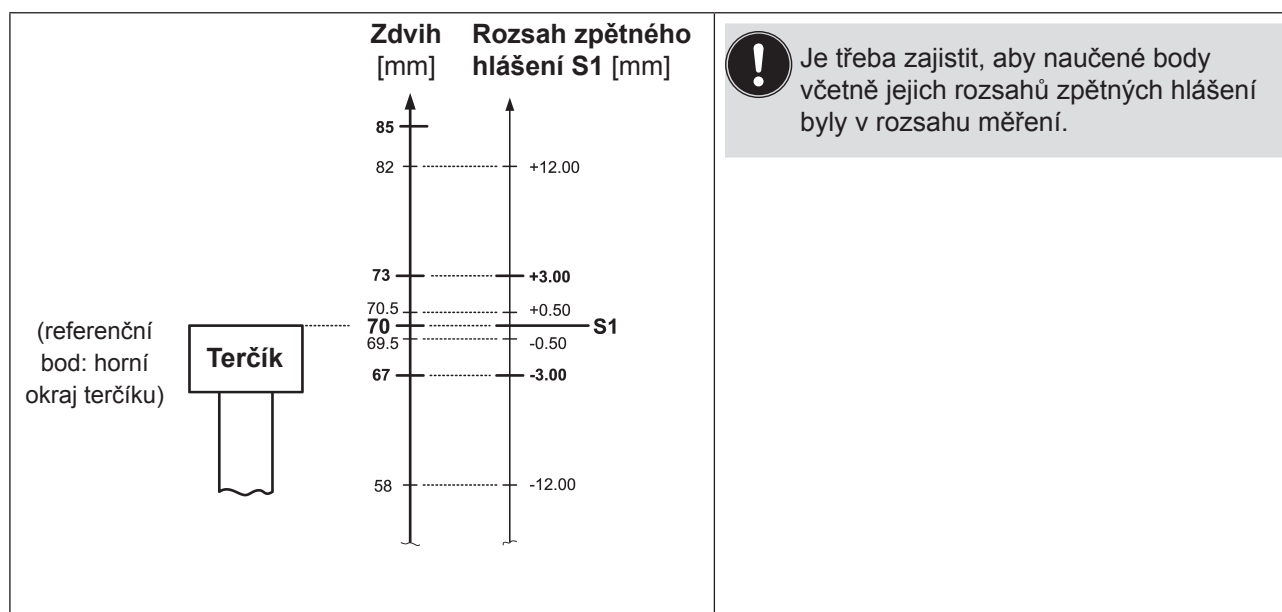 Zdvih
[mm]
Rozsah zpětného
hlášení S1 [mm]
85
82
+12.00
73
+3.00
70.5
+0.50
70
S1
69.5
-0.50
67
-3.00
58
-12.00
(referenční
bod: horní
okraj terčíku)
Terčík
Je třeba zajistit, aby naučené body
včetně jejich rozsahů zpětných hlášení
byly v rozsahu měření.